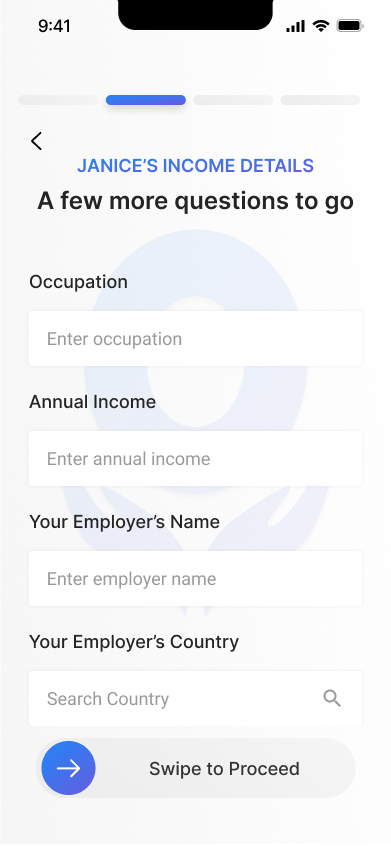 9:41
JANICE’S INCOME DETAILS
A few more questions to go
Occupation
Enter occupation
Annual Income
Enter annual income
Your Employer’s Name
Enter employer name
Your Employer’s Country
Search Country
Swipe to Proceed